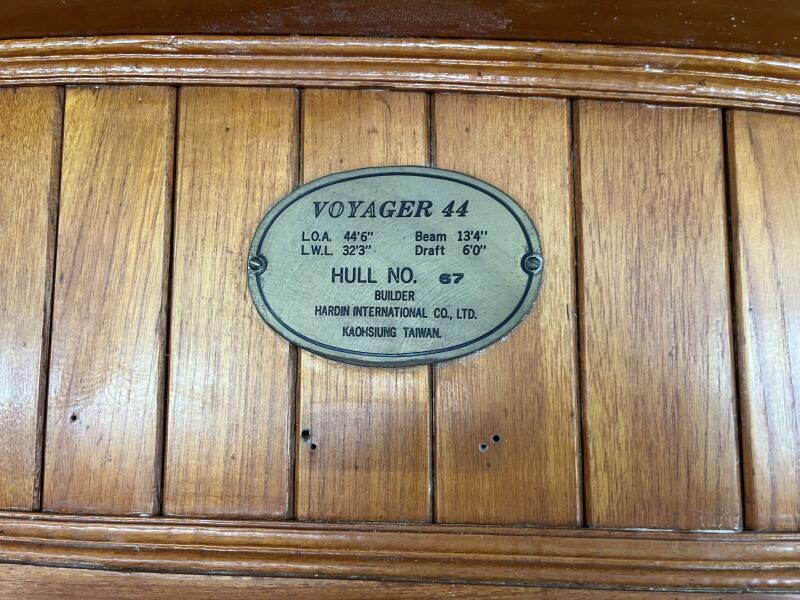 VOYAGER 44
L.O.A. 44'6" Beam 13'4"
L.W.L. 32'3" Draft 6'0"
HULL NO. 67
BUILDER
HARDIN INTERNATIONAL CO., LTD.
KAOHSIUNG TAIWAN.